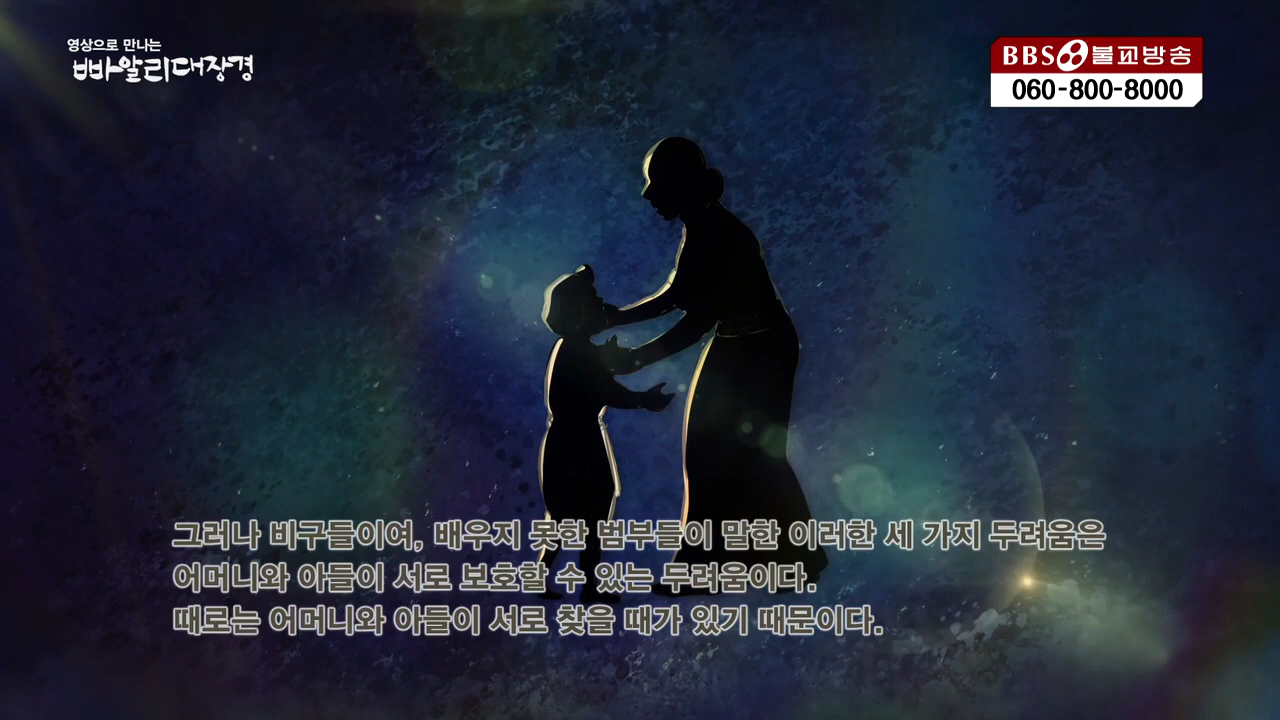 영상으로 만나는
빠알리대장경
BBS 불교방송
060-800-8000
그러나 비구들이여, 배우지 못한 범부들이 말한 이러한 세 가지 두려움은
어머니와 아들이 서로 보호할 수 있는 두려움이다.
때로는 어머니와 아들이 서로 찾을 때가 있기 때문이다.